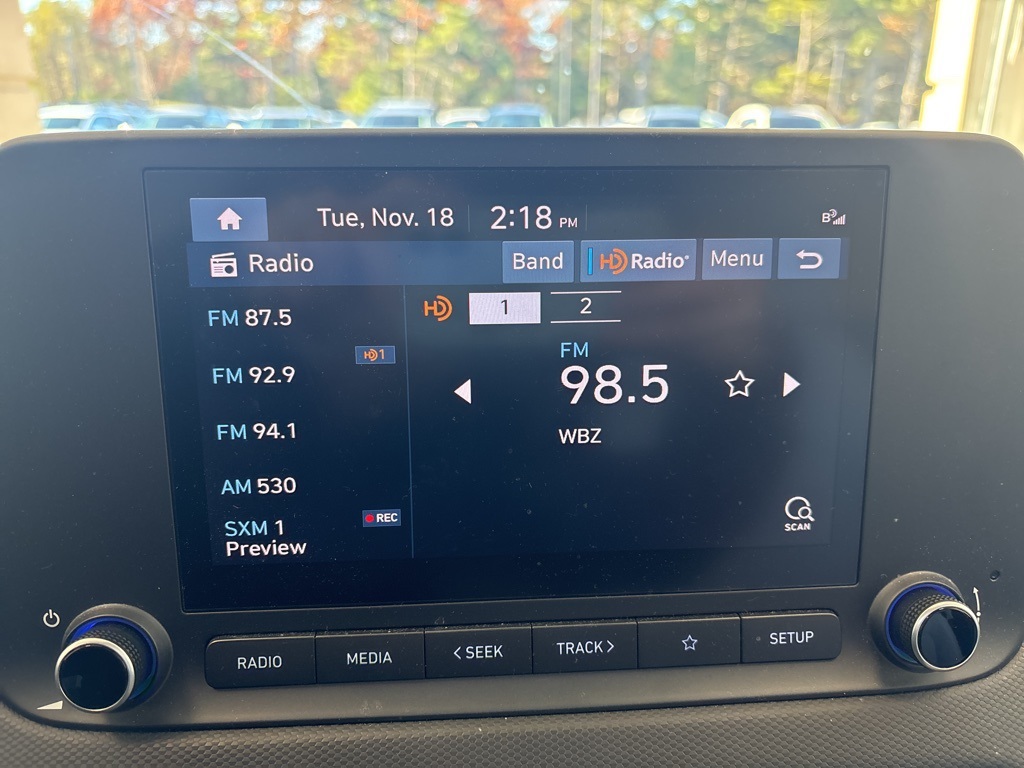 Tue, Nov. 18 2:18 PM
B
Radio Band HD Radio Menu
HD 1 2
FM 87.5
HD1
FM 92.9
FM 94.1
AM 530
REC
SXM 1
Preview
FM
98.5
WBZ
SCAN
RADIO MEDIA <SEEK TRACK> SETUP